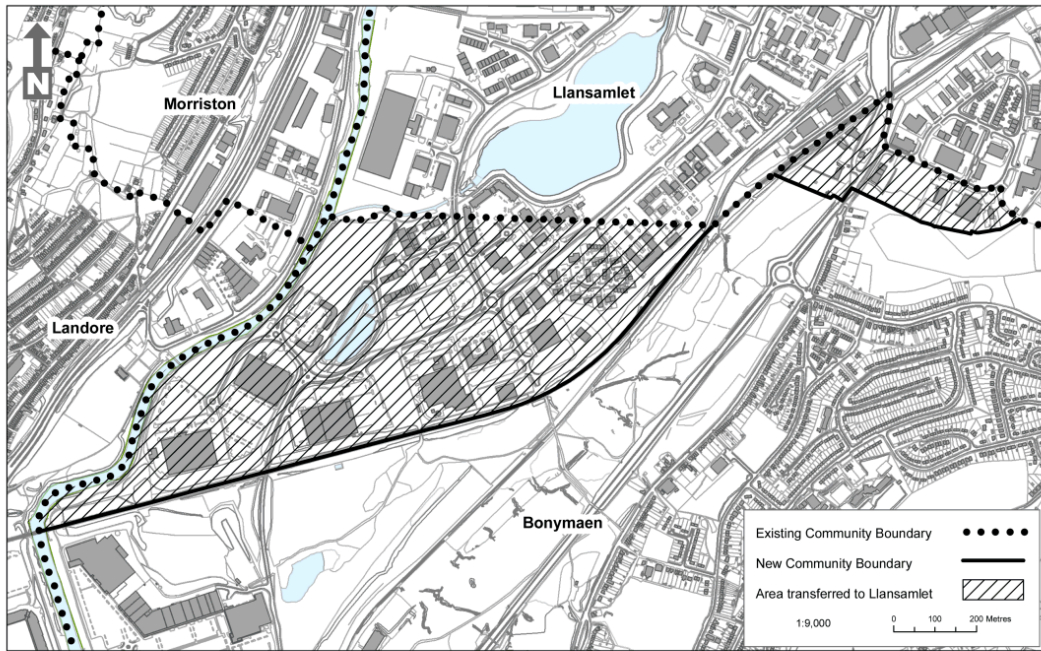 N
Morriston
Llansamlet
Landore
Bonymaen
Existing Community Boundary
New Community Boundary
Area transferred to Llansamlet
1:9,000
0 100 200 Metres